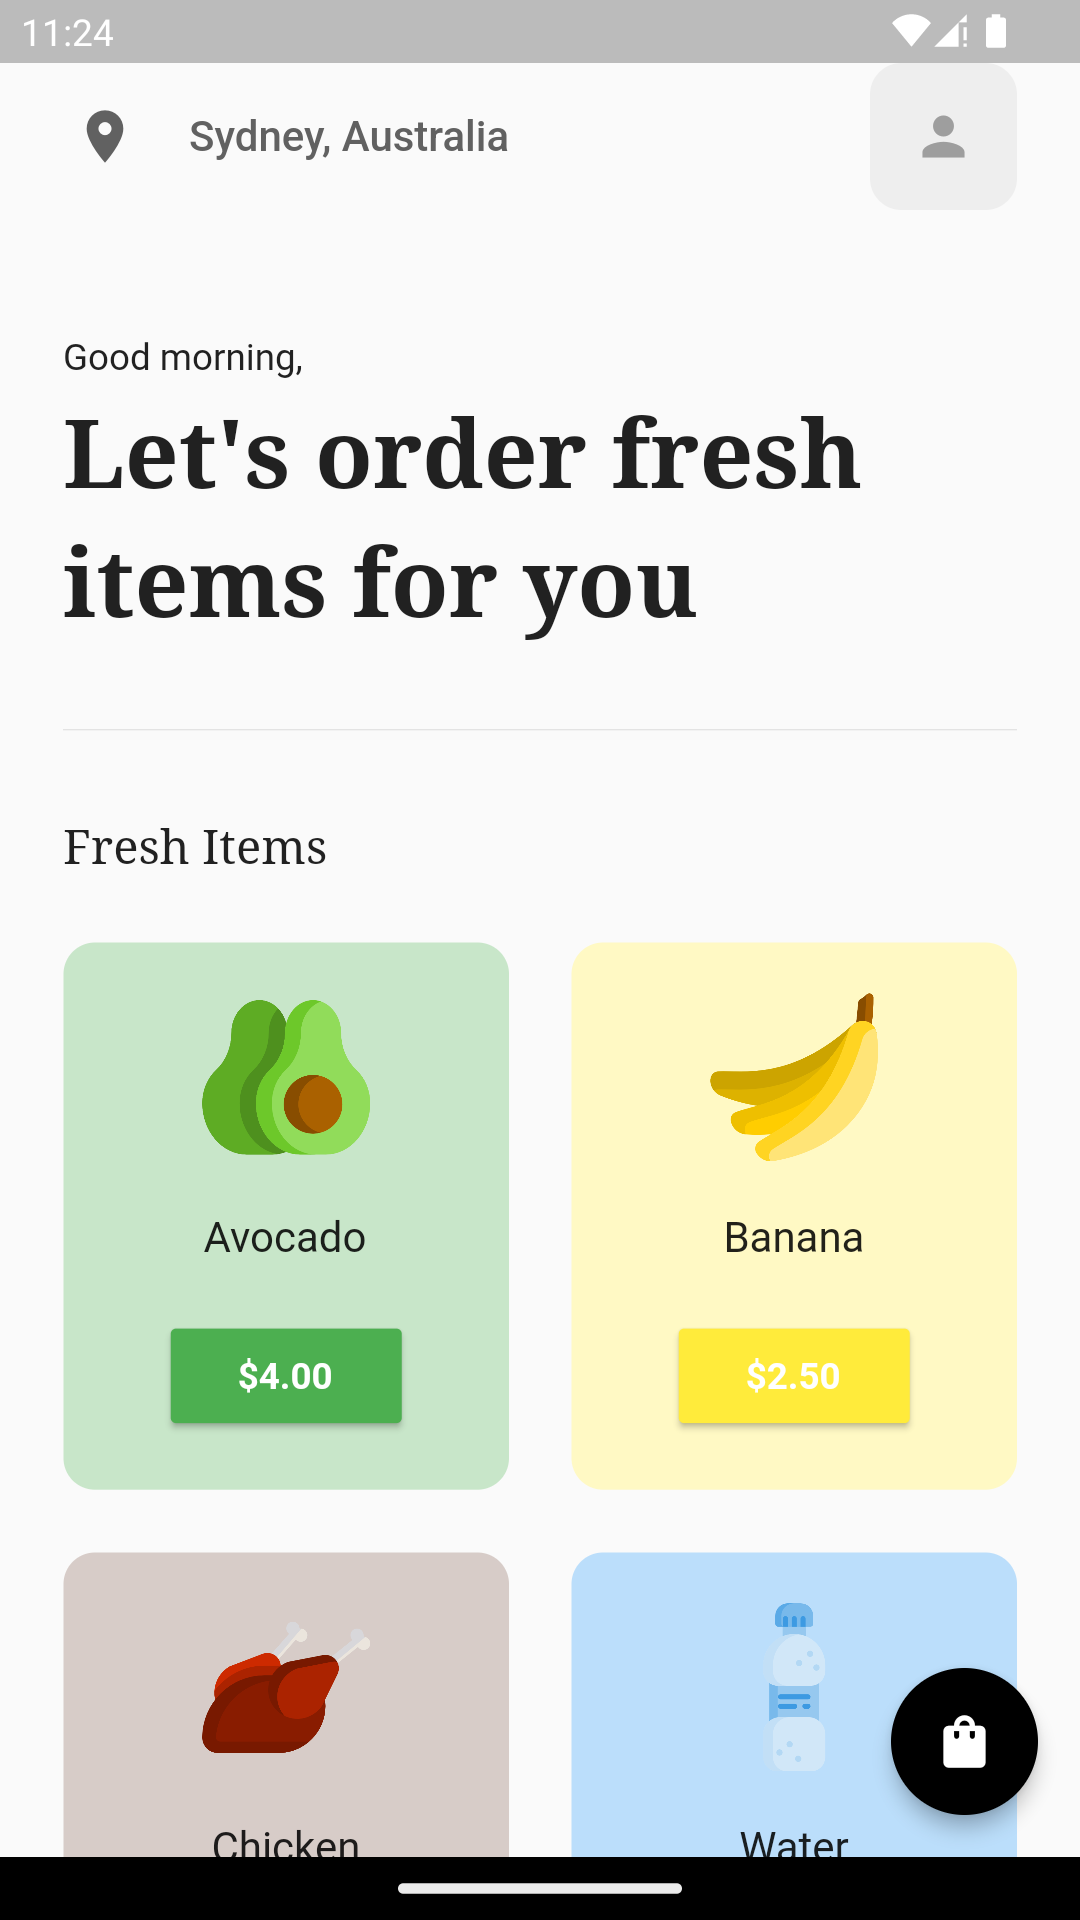 11:24
Sydney, Australia
Good morning,
Let's order fresh
items for you
Fresh Items
Avocado
Banana
$4.00
$2.50
Chicken
Water